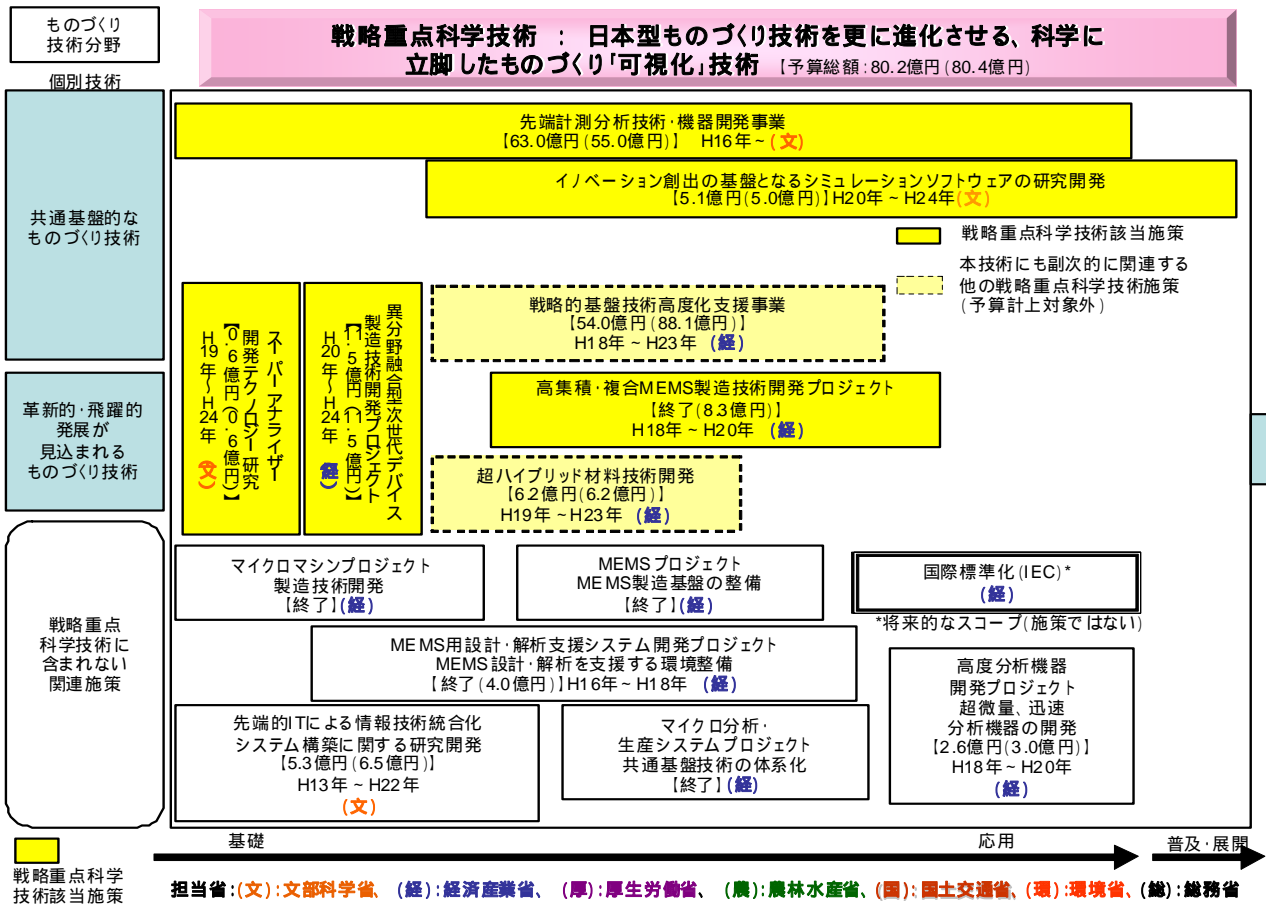 ものづくり
技術分野
戦略重点科学技術 ： 日本型ものづくり技術を更に進化させる、科学に
立脚したものづくり「可視化」技術 【予算総額：80.2億円（80.4億円）】
個別技術
共通基盤的な
ものづくり技術
先端計測分析技術・機器開発事業
【63.0億円（55.0億円）】 H16年～（文）
イノベーション創出の基盤となるシミュレーションソフトウェアの研究開発
【5.1億円（5.0億円）】H20年～H24年（文）
戦略重点科学技術該当施策
本技術にも副次的に関連する
他の戦略重点科学技術施策
（予算計上対象外）
スーパーアナライザー
開発テクノロジー研究
【0.6億円（0.6億円）】
H19年～H24年 （文）
異分野融合型次世代デバイス
製造技術開発プロジェクト
【11.5億円（11.5億円）】
H20年～H24年 （経）
戦略的基盤技術高度化支援事業
【54.0億円（88.1億円）】
H18年～H23年 （経）
革新的・飛躍的
発展が
見込まれる
ものづくり技術
高集積・複合MEMS製造技術開発プロジェクト
【終了（8.3億円）】
H18年～H20年 （経）
超ハイブリッド材料技術開発
【6.2億円（6.2億円）】
H19年～H23年 （経）
戦略重点
科学技術に
含まれない
関連施策
マイクロマシンプロジェクト
製造技術開発
【終了】（経）
MEMSプロジェクト
MEMS製造基盤の整備
【終了】（経）
国際標準化（IEC）*
（経）
*将来的なスコープ（施策ではない）
MEMS用設計・解析支援システム開発プロジェクト
MEMS設計・解析を支援する環境整備
【終了（4.0億円）】H16年～H18年 （経）
高度分析機器
開発プロジェクト
超微量、迅速
分析機器の開発
【2.6億円（3.0億円）】
H18年～H20年
（経）
先端的ITによる情報技術統合化
システム構築に関する研究開発
【5.3億円（6.5億円）】
H13年～H22年
（文）
マイクロ分析・
生産システムプロジェクト
共通基盤技術の体系化
【終了】（経）
基礎
応用
普及・展開
戦略重点科学
技術該当施策
担当省：（文）：文部科学省、 （経）：経済産業省、 （厚）：厚生労働省、 （農）：農林水産省、（国）：国土交通省、（環）：環境省、（総）：総務省